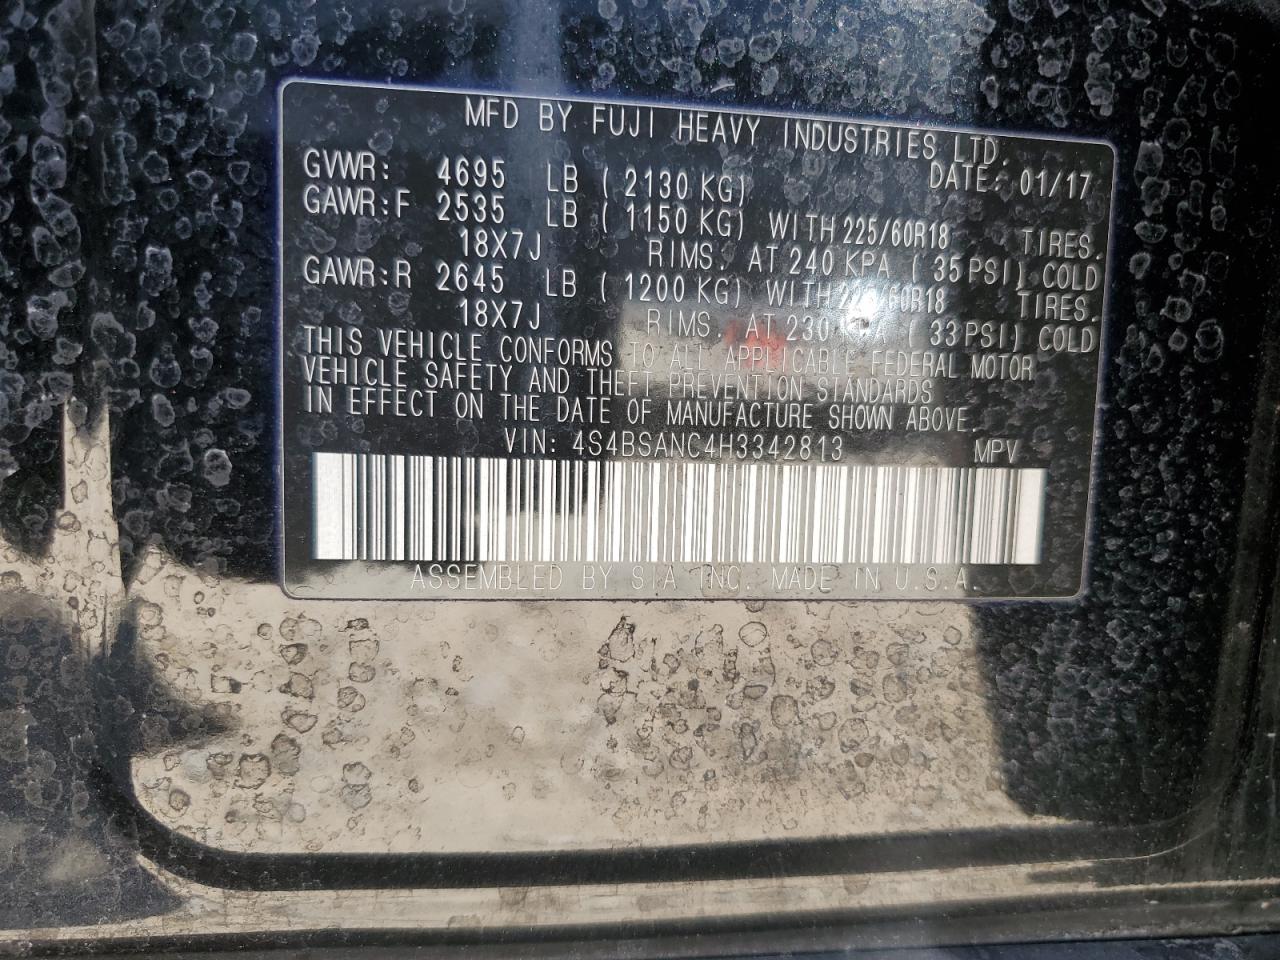 MFD BY FUJI HEAVY INDUSTRIES LTD.
GVWR: 4695 LB ( 2130 KG) DATE: 01/17
GAWR:F 2535 LB ( 1150 KG) WITH 225/60R18 TIRES.
18X7J RIMS. AT 240 KPA ( 35 PSI) COLD
GAWR:R 2645 LB ( 1200 KG) WITH 225/60R18 TIRES.
18X7J RIMS. AT 230 KPA ( 33 PSI) COLD
THIS VEHICLE CONFORMS TO ALL APPLICABLE FEDERAL MOTOR
VEHICLE SAFETY AND THEFT PREVENTION STANDARDS
IN EFFECT ON THE DATE OF MANUFACTURE SHOWN ABOVE.
VIN: 4S4BSANC4H3342813 MPV
ASSEMBLED BY SIA INC. MADE IN U.S.A.